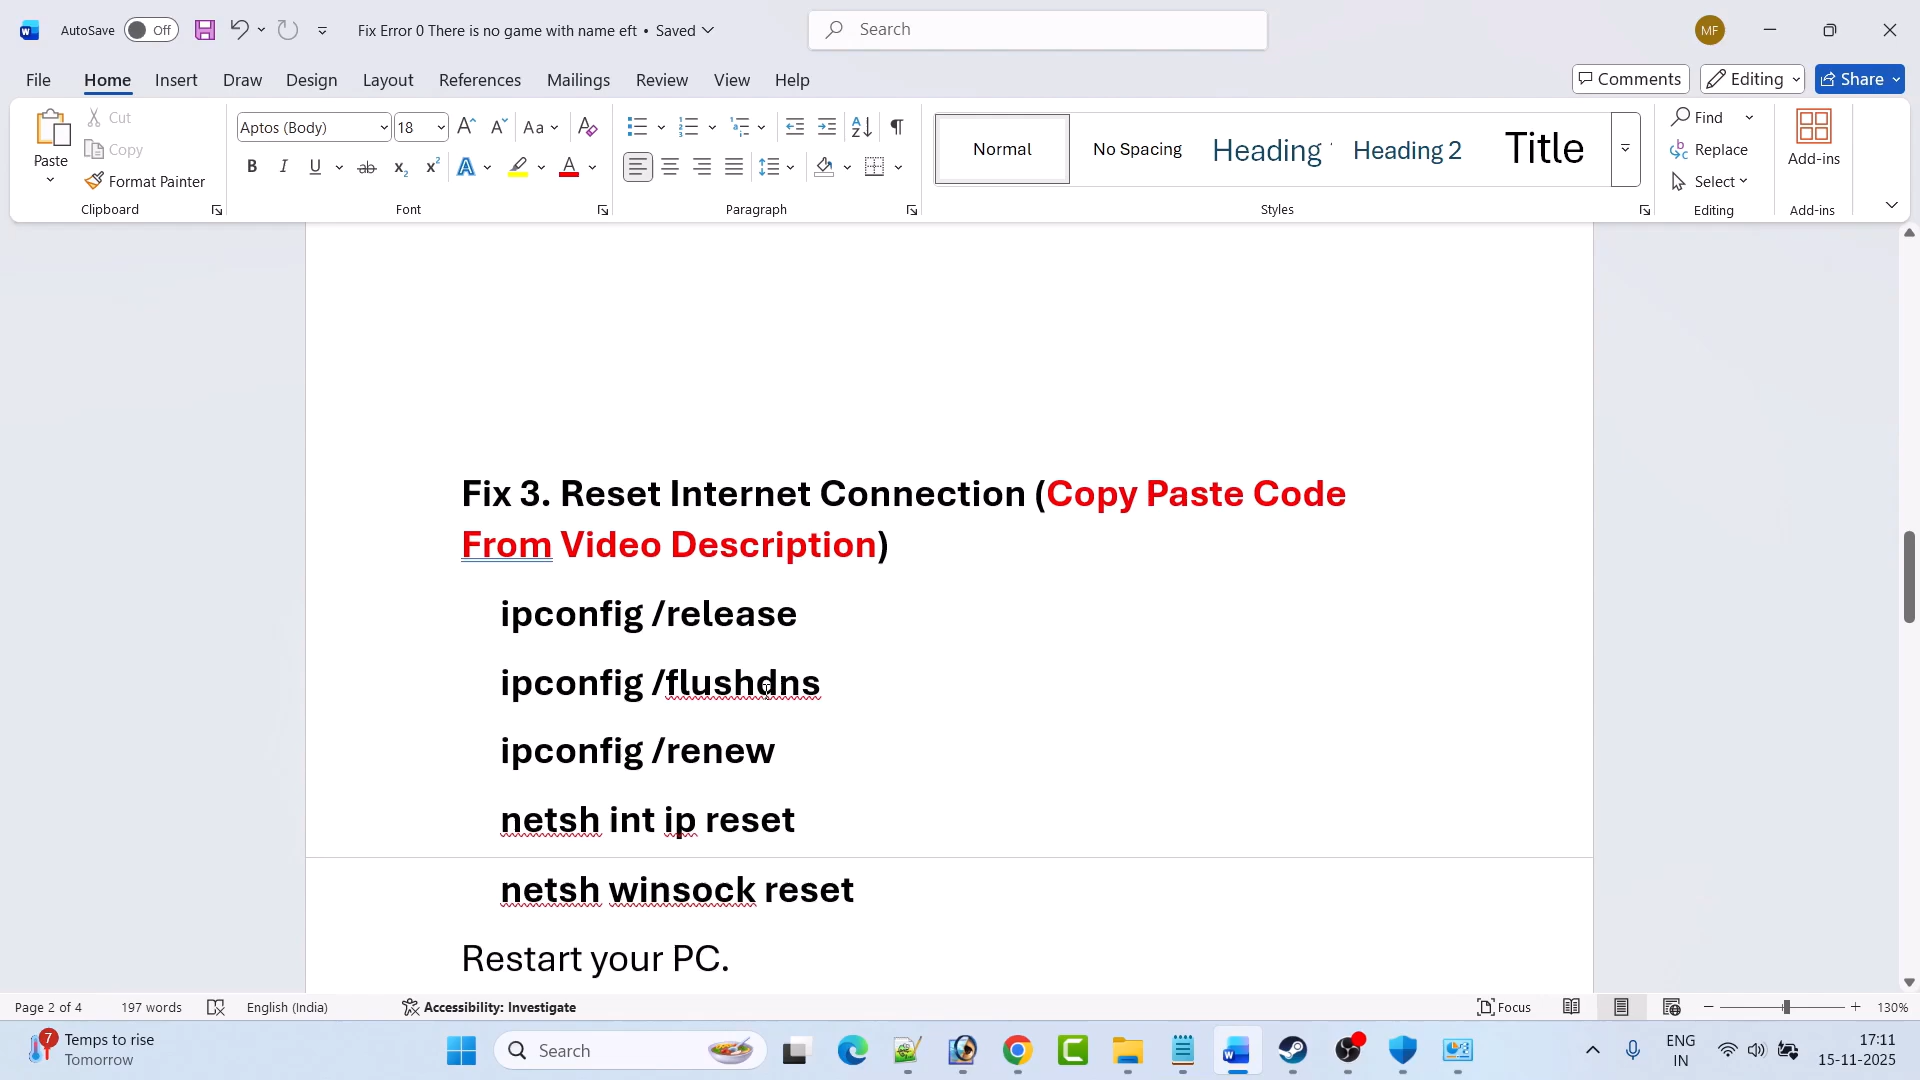 AutoSave Off Fix Error 0 There is no game with name eft • Saved Search MF
File Home Insert Draw Design Layout References Mailings Review View Help Comments Editing Share
Paste Cut Copy Format Painter Clipboard
Aptos (Body) 18 Aa B I U ab x₂ x² A A Font
Paragraph
Normal No Spacing Heading Heading 2 Title Styles
Find Replace Select Editing
Add-ins Add-ins
Fix 3. Reset Internet Connection (Copy Paste Code
From Video Description)
ipconfig /release
ipconfig /flushdns
ipconfig /renew
netsh int ip reset
netsh winsock reset
Restart your PC.
Page 2 of 4 197 words English (India) Accessibility: Investigate Focus 130%
7 Temps to rise Search ENG 17:11
Tomorrow IN 15-11-2025